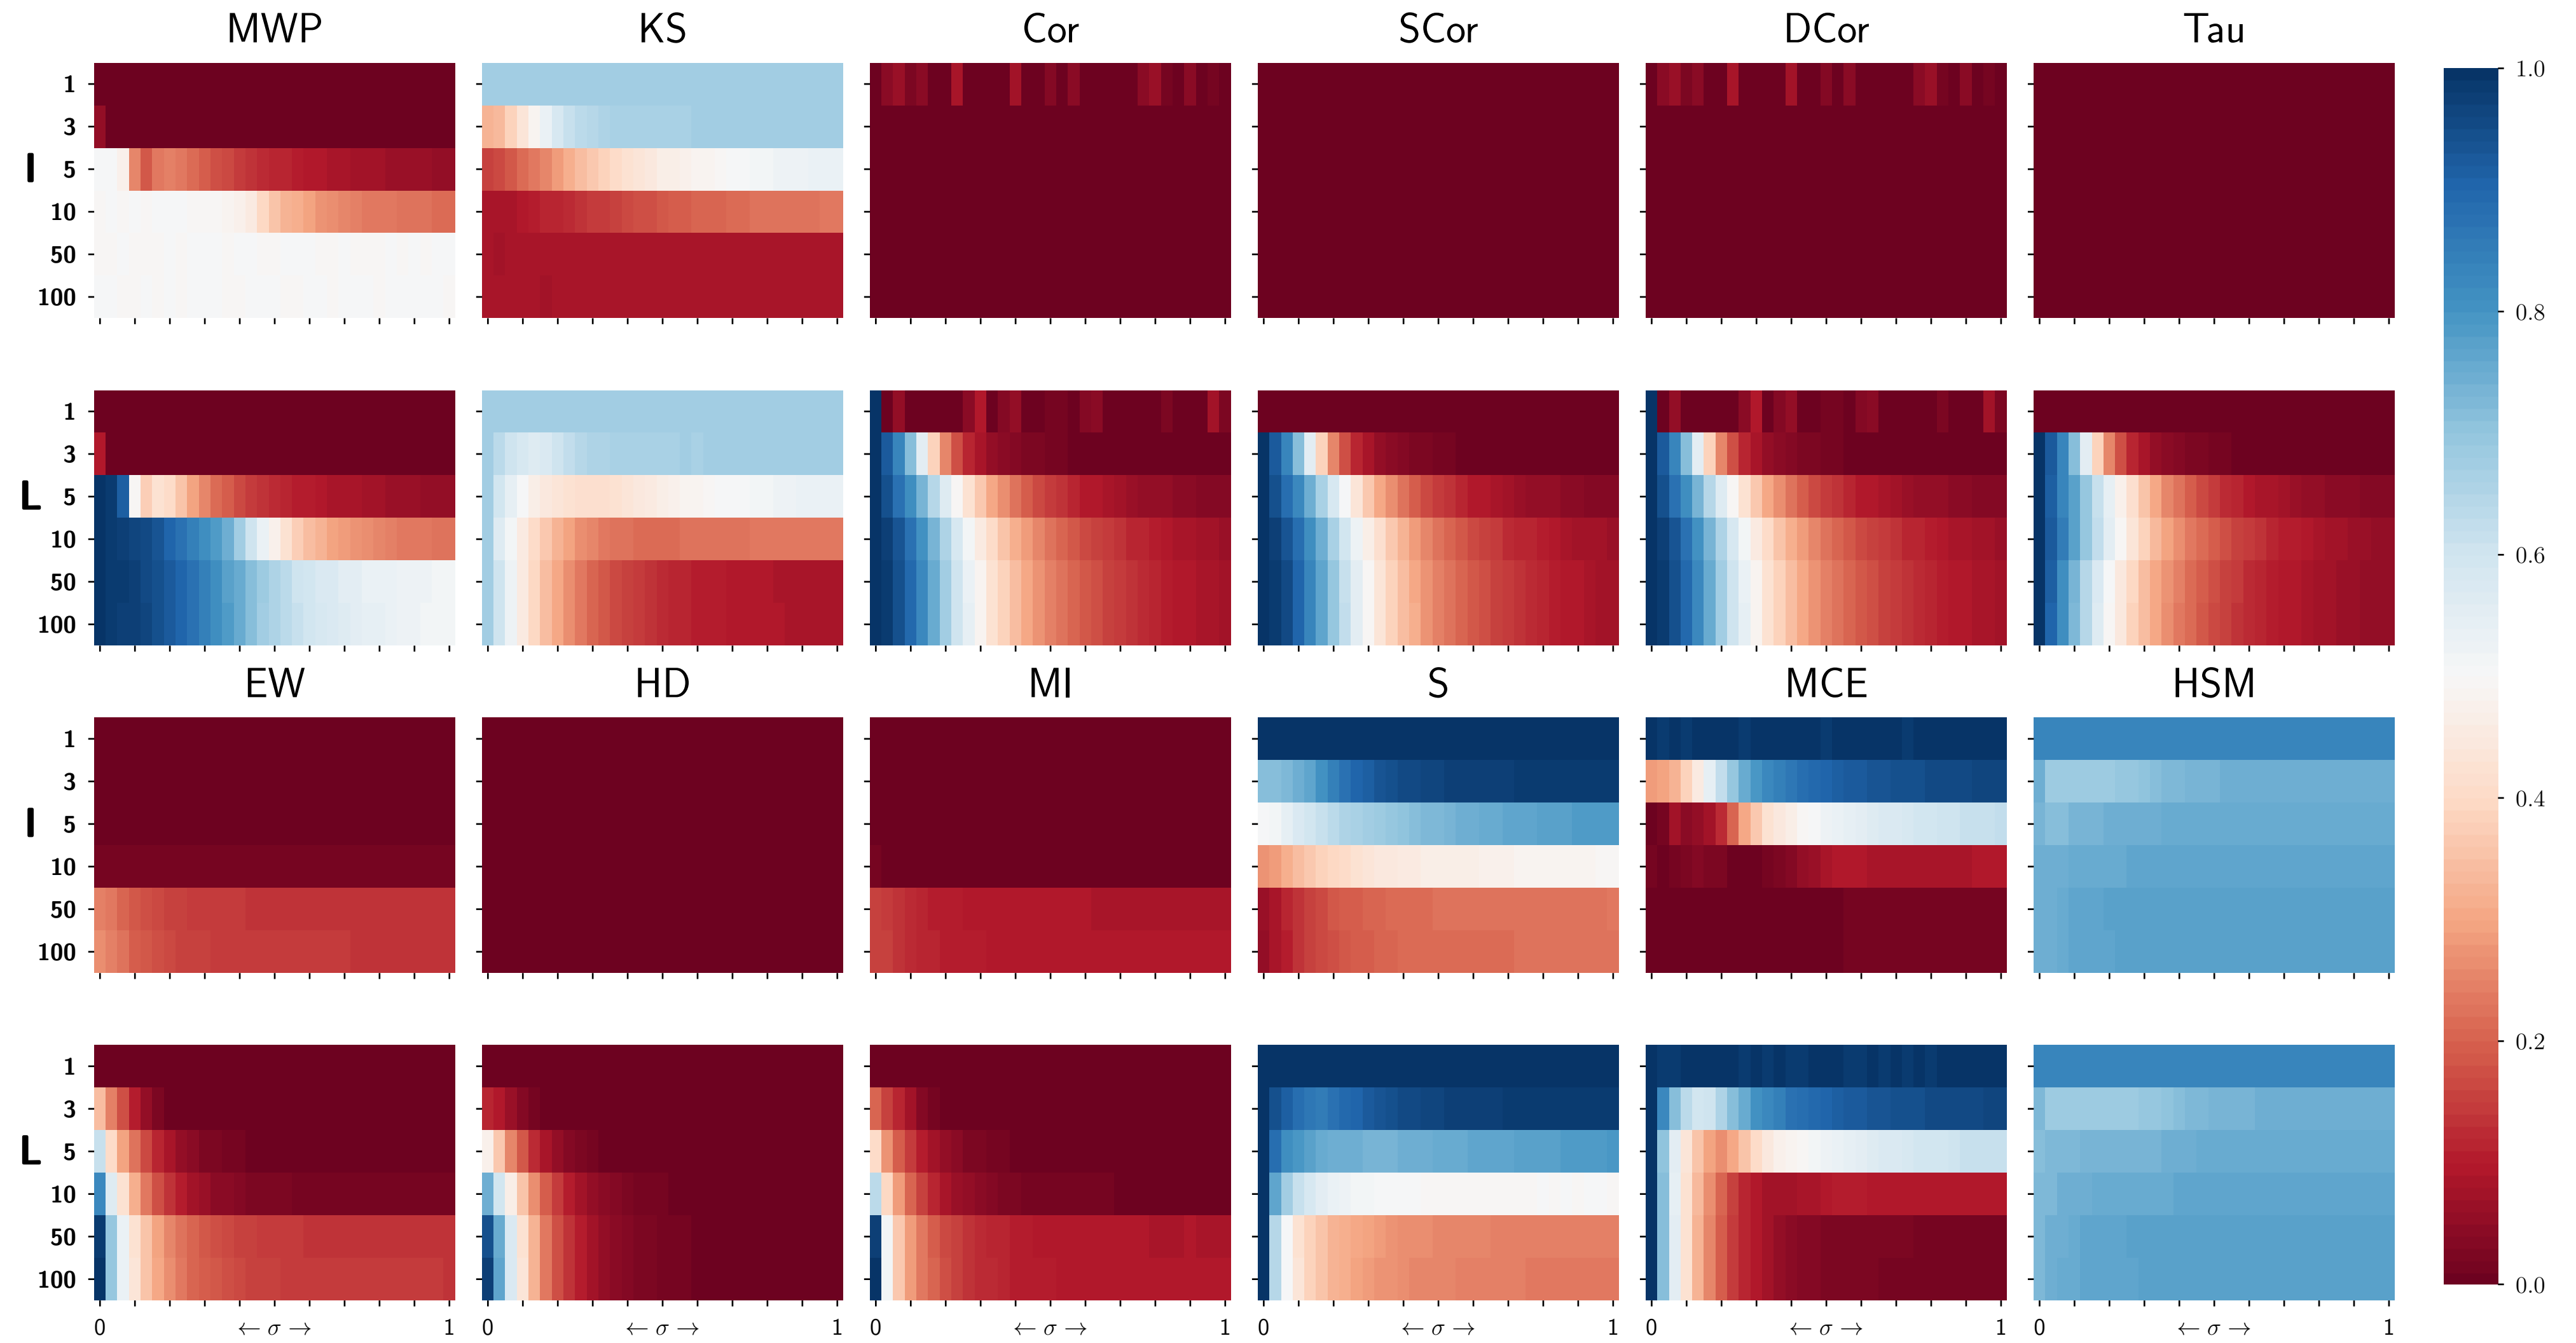 MWP KS Cor SCor DCor Tau
I
1
3
5
10
50
100
L
1
3
5
10
50
100
EW HD MI S MCE HSM
I
1
3
5
10
50
100
L
1
3
5
10
50
100
0 ← σ → 1
0 ← σ → 1
0 ← σ → 1
0 ← σ → 1
0 ← σ → 1
0 ← σ → 1
1.0
0.8
0.6
0.4
0.2
0.0